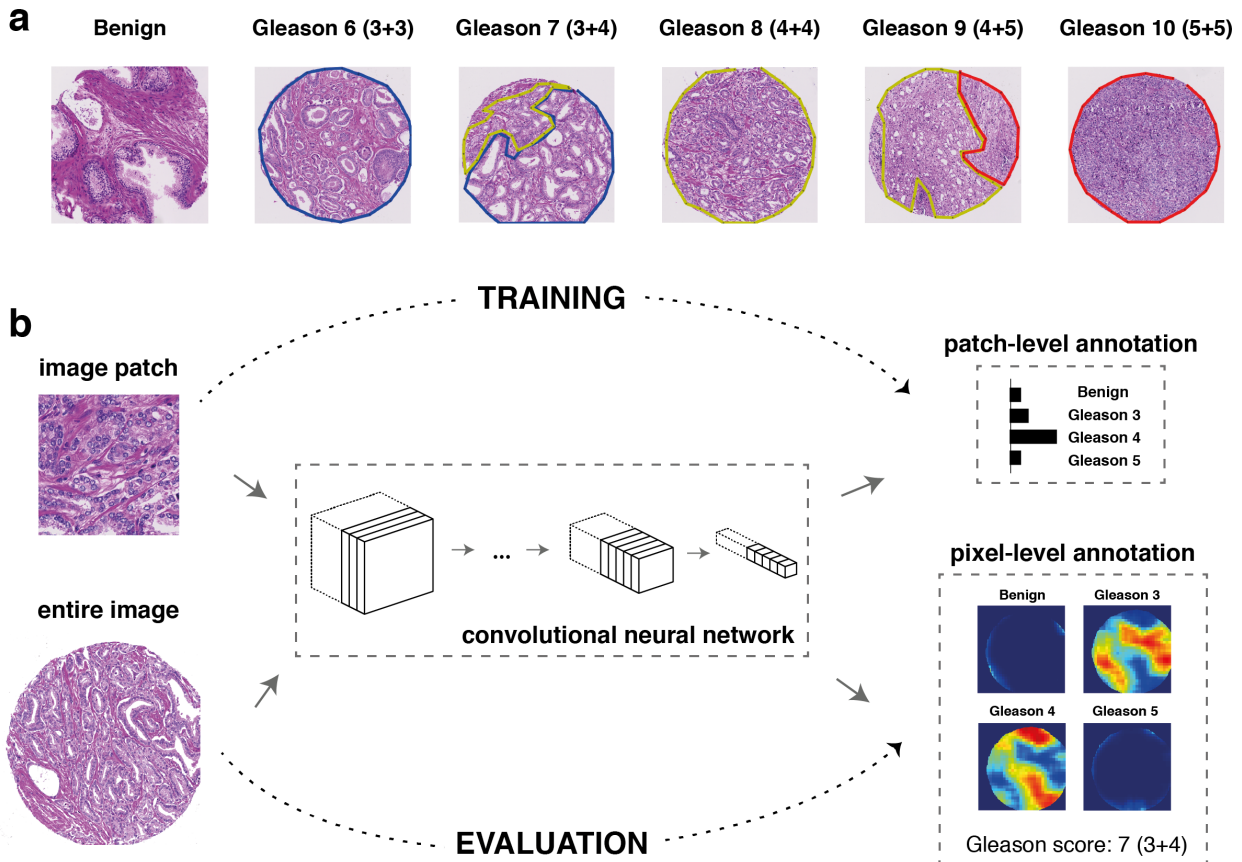 a
Benign
Gleason 6 (3+3)
Gleason 7 (3+4)
Gleason 8 (4+4)
Gleason 9 (4+5)
Gleason 10 (5+5)
b
TRAINING
image patch
patch-level annotation
Benign
Gleason 3
Gleason 4
Gleason 5
...
convolutional neural network
entire image
pixel-level annotation
Benign
Gleason 3
Gleason 4
Gleason 5
EVALUATION
Gleason score: 7 (3+4)